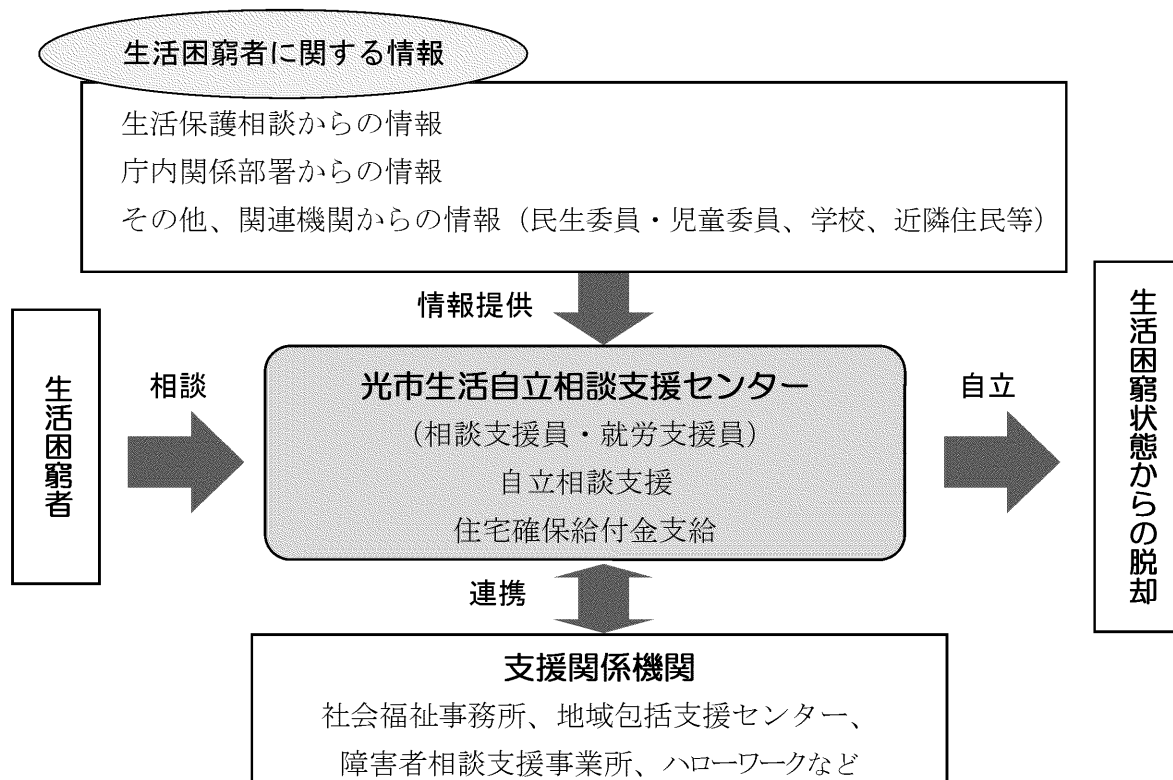 生活困窮者に関する情報
生活保護相談からの情報
庁内関係部署からの情報
その他、関連機関からの情報（民生委員・児童委員、学校、近隣住民等）
情報提供
生活困窮者
相談
光市生活自立相談支援センター
（相談支援員・就労支援員）
自立相談支援
住宅確保給付金支給
自立
生活困窮状態からの脱却
連携
支援関係機関
社会福祉事務所、地域包括支援センター、
障害者相談支援事業所、ハローワークなど